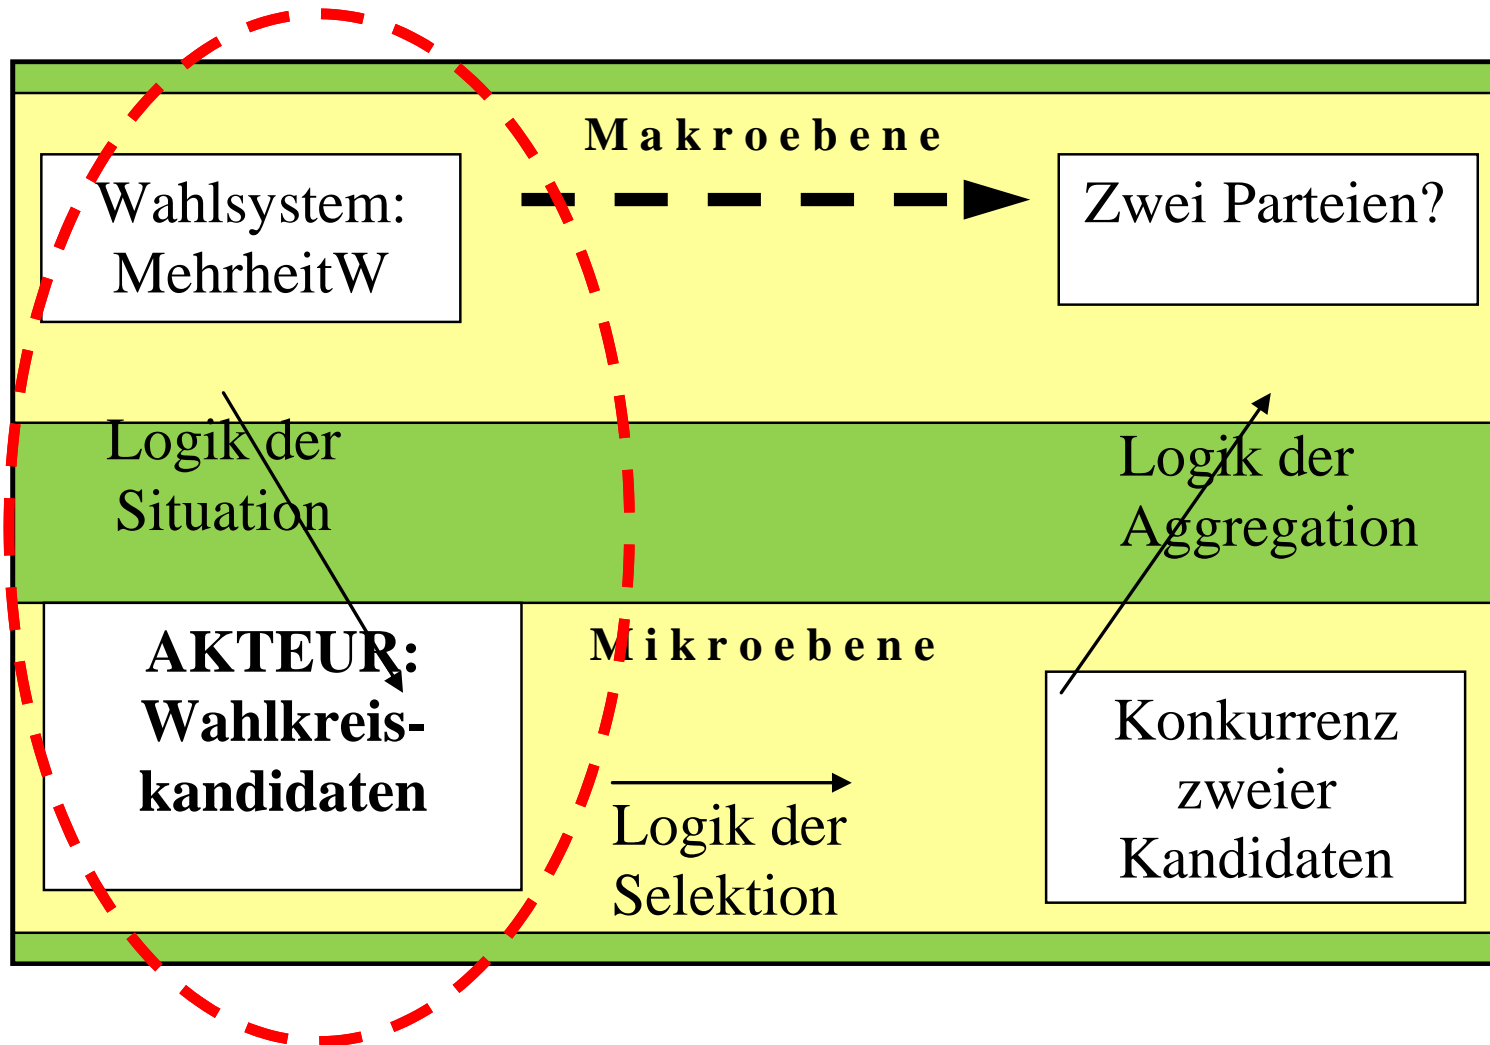 Makroebene
Wahlsystem:
MehrheitW
Zwei Parteien?
Logik der
Situation
Logik der
Aggregation
AKTEUR:
Wahlkreis-
kandidaten
Mikroebene
Logik der
Selektion
Konkurrenz
zweier
Kandidaten